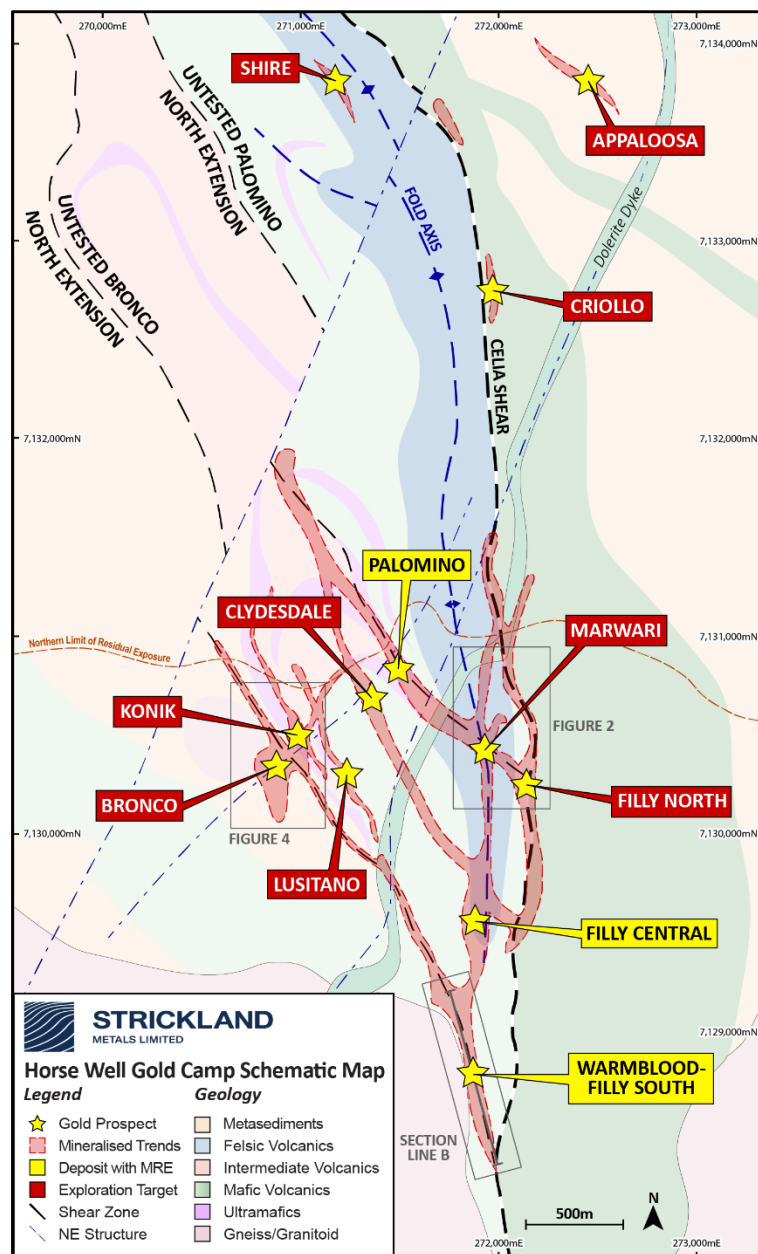 270,000mE
271,000mE
272,000mE
273,000mE
7,134,000mN
SHIRE
APPALOOSA
UNTESTED PALOMINO
NORTH EXTENSION
UNTESTED BRONCO
NORTH EXTENSION
FOLD AXIS
Dolerite Dyke
7,133,000mN
7,133,000mN
CRIOLLO
CELIA SHEAR
7,132,000mN
7,132,000mN
PALOMINO
CLYDESDALE
MARWARI
Northern Limit of Residual Exposure
7,131,000mN
7,131,000mN
KONIK
FIGURE 2
BRONCO
FILLY NORTH
FIGURE 4
7,130,000mN
7,130,000mN
LUSITANO
FILLY CENTRAL
STRICKLAND
METALS LIMITED
7,129,000mN
Horse Well Gold Camp Schematic Map
WARMBLOOD-
FILLY SOUTH
SECTION
LINE B
Legend
Gold Prospect
Mineralised Trends
Deposit with MRE
Exploration Target
Shear Zone
NE Structure
Geology
Metasediments
Felsic Volcanics
Intermediate Volcanics
Mafic Volcanics
Ultramafics
Gneiss/Granitoid
500m
N
272,000mE
273,000mE